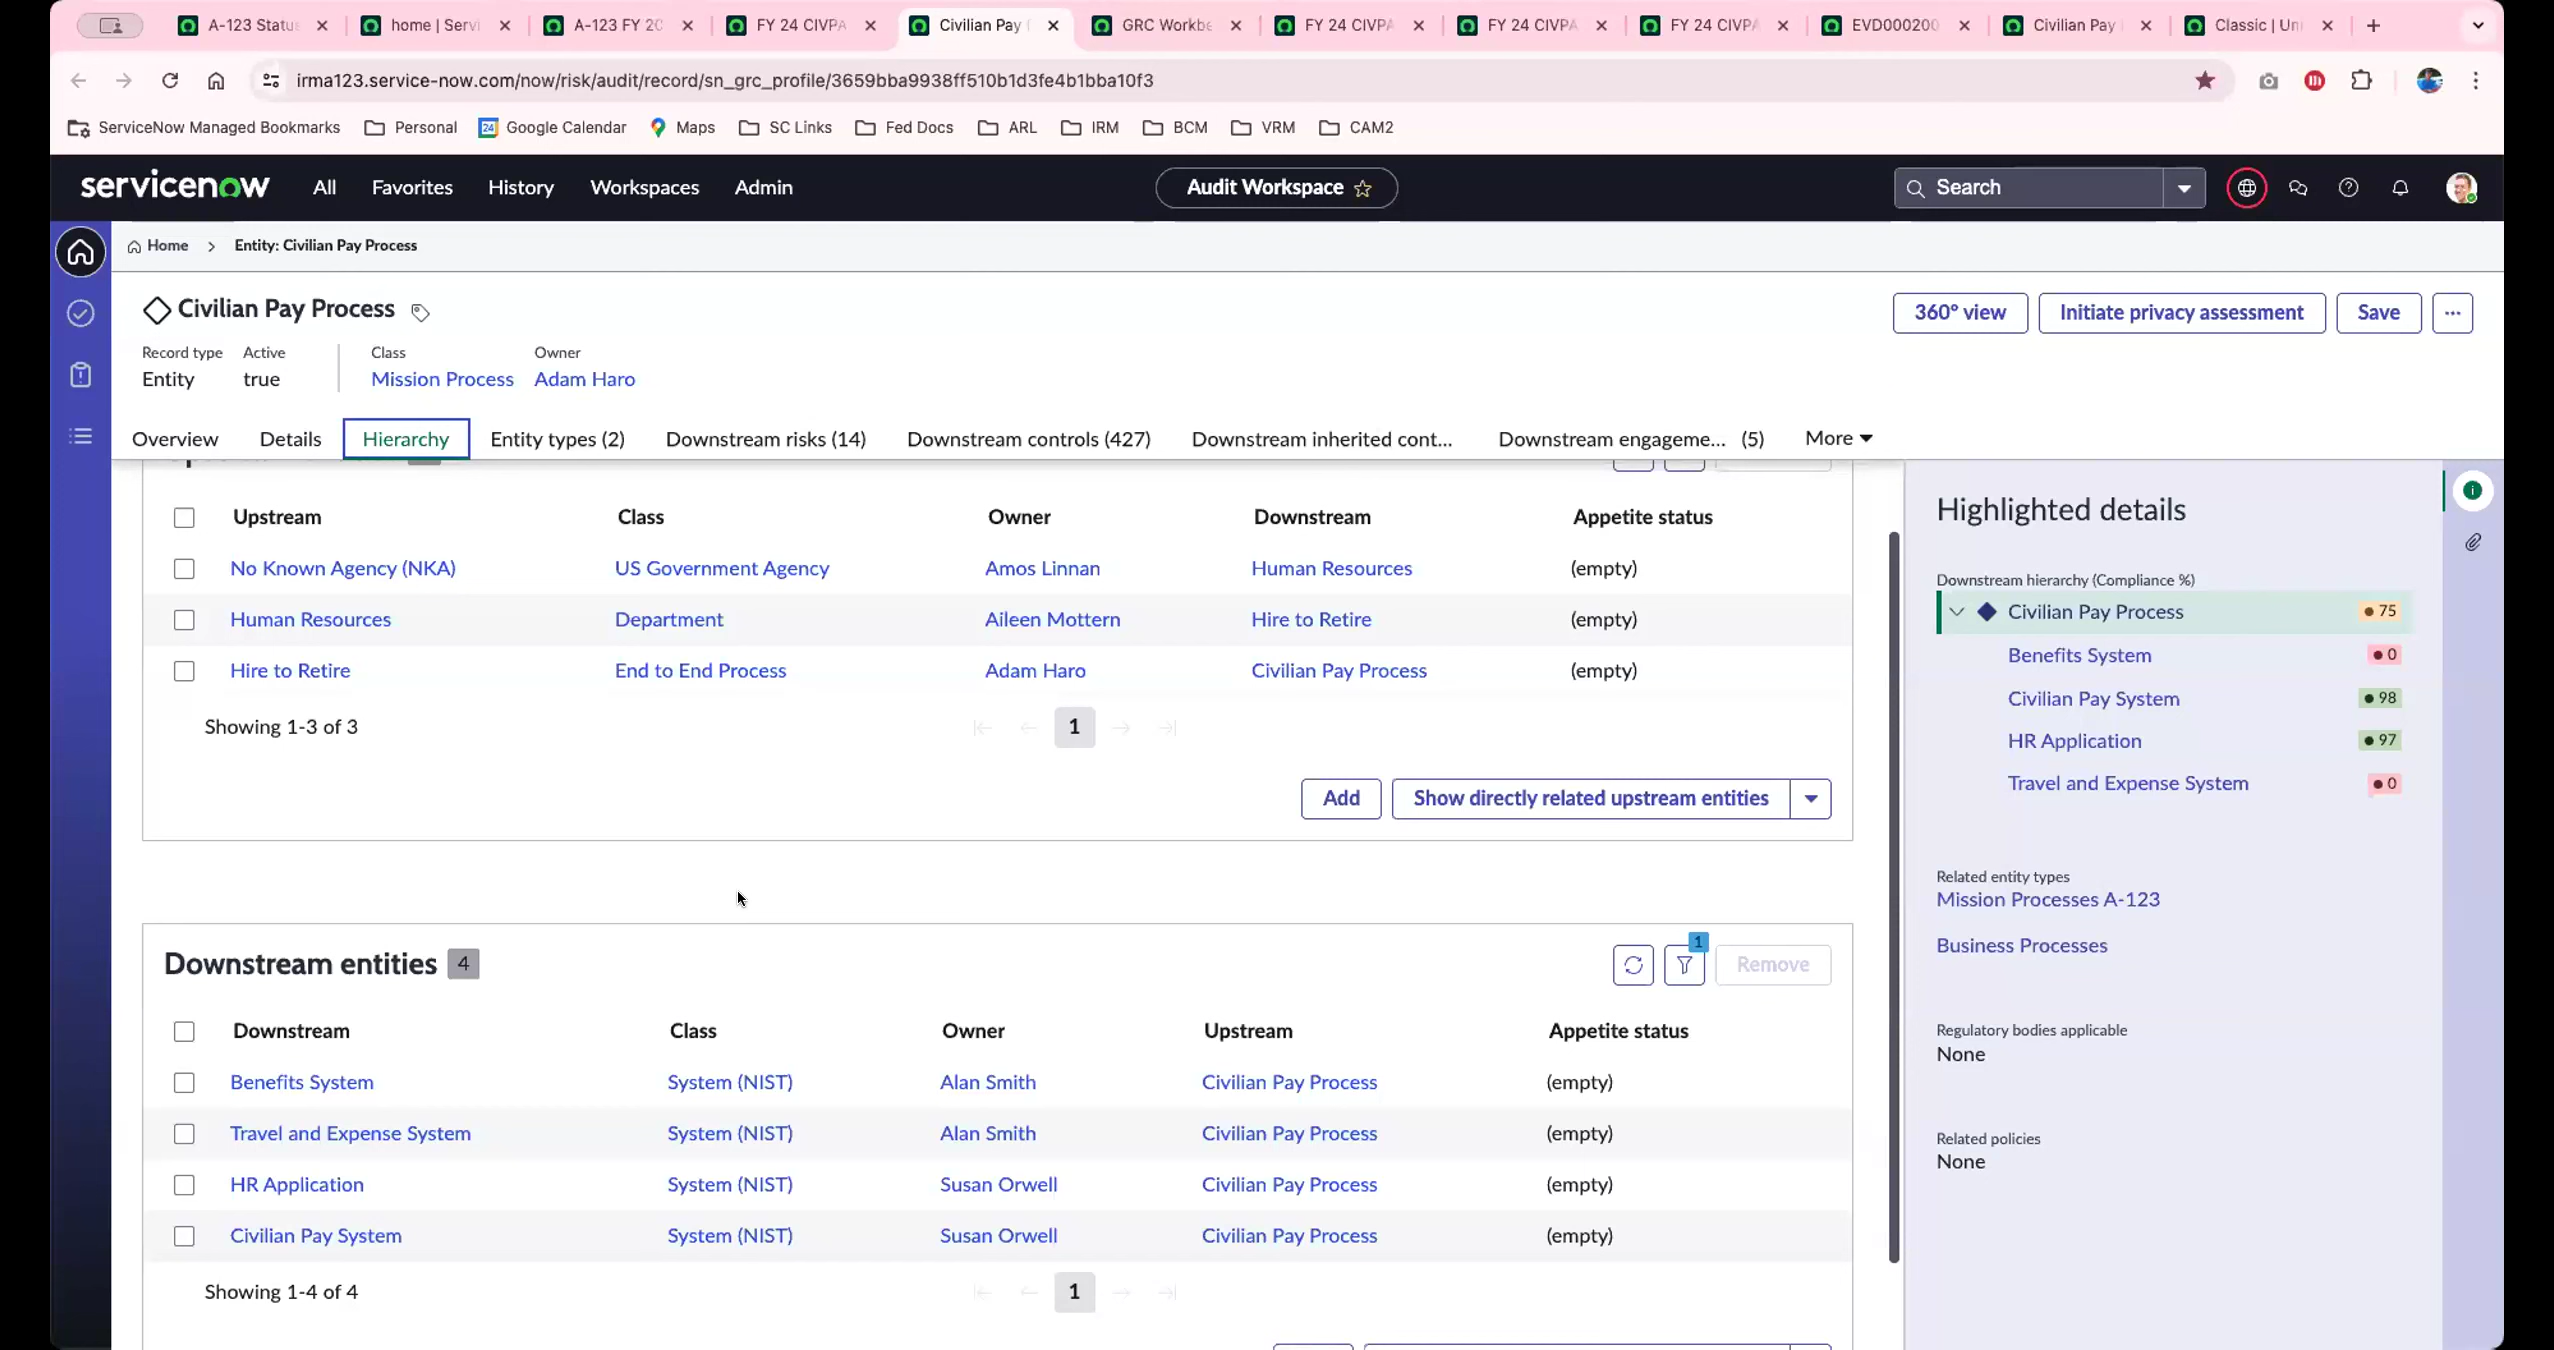 A-123 Statu
home | Servi
A-123 FY 20
FY 24 CIVPA
Civilian Pay
GRC Workbe
FY 24 CIVPA
FY 24 CIVPA
FY 24 CIVPA
EVD000200
Civilian Pay
Classic | Un
irma123.service-now.com/now/risk/audit/record/sn_grc_profile/3659bba9938ff510b1d3fe4b1bba10f3
ServiceNow Managed Bookmarks Personal 24 Google Calendar Maps SC Links Fed Docs ARL IRM BCM VRM CAM2
servicenow All Favorites History Workspaces Admin Audit Workspace Search
Home > Entity: Civilian Pay Process
Civilian Pay Process
360° view Initiate privacy assessment Save ...
Record type Active Class Owner
Entity true Mission Process Adam Haro
Overview Details Hierarchy Entity types (2) Downstream risks (14) Downstream controls (427) Downstream inherited cont... Downstream engageme... (5) More
Upstream Class Owner Downstream Appetite status
No Known Agency (NKA) US Government Agency Amos Linnan Human Resources (empty)
Human Resources Department Aileen Mottern Hire to Retire (empty)
Hire to Retire End to End Process Adam Haro Civilian Pay Process (empty)
Showing 1-3 of 3 1
Add Show directly related upstream entities
Downstream entities 4 1 Remove
Downstream Class Owner Upstream Appetite status
Benefits System System (NIST) Alan Smith Civilian Pay Process (empty)
Travel and Expense System System (NIST) Alan Smith Civilian Pay Process (empty)
HR Application System (NIST) Susan Orwell Civilian Pay Process (empty)
Civilian Pay System System (NIST) Susan Orwell Civilian Pay Process (empty)
Showing 1-4 of 4 1
Highlighted details
Downstream hierarchy (Compliance %)
Civilian Pay Process 75
Benefits System 0
Civilian Pay System 98
HR Application 97
Travel and Expense System 0
Related entity types
Mission Processes A-123
Business Processes
Regulatory bodies applicable
None
Related policies
None